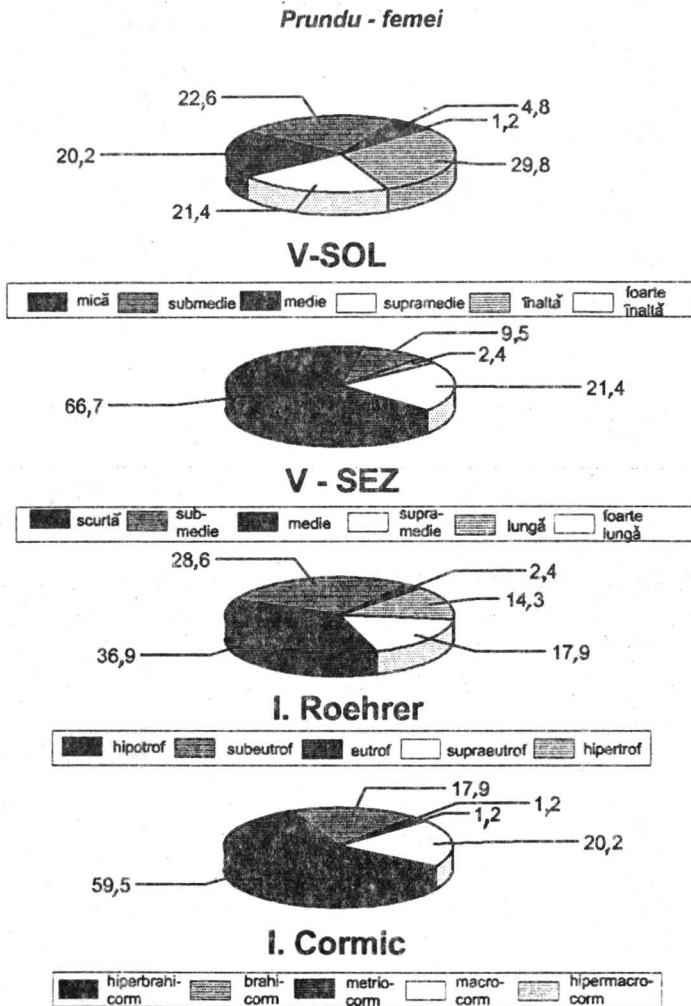 Prundu - femei
22,6
4,8
1,2
20,2
29,8
21,4
V-SOL
mică submedie medie supramedie înaltă foarte înaltă
9,5
2,4
21,4
66,7
V - SEZ
scurtă sub-medie medie supra-medie lungă foarte lungă
28,6
2,4
14,3
36,9
17,9
I. Roehrer
hipotrof subeutrof eutrof supraeutrof hipertrof
17,9
1,2
1,2
20,2
59,5
I. Cormic
hiperbrahi-corm brahi-corm metrio-corm macro-corm hipermacro-corm